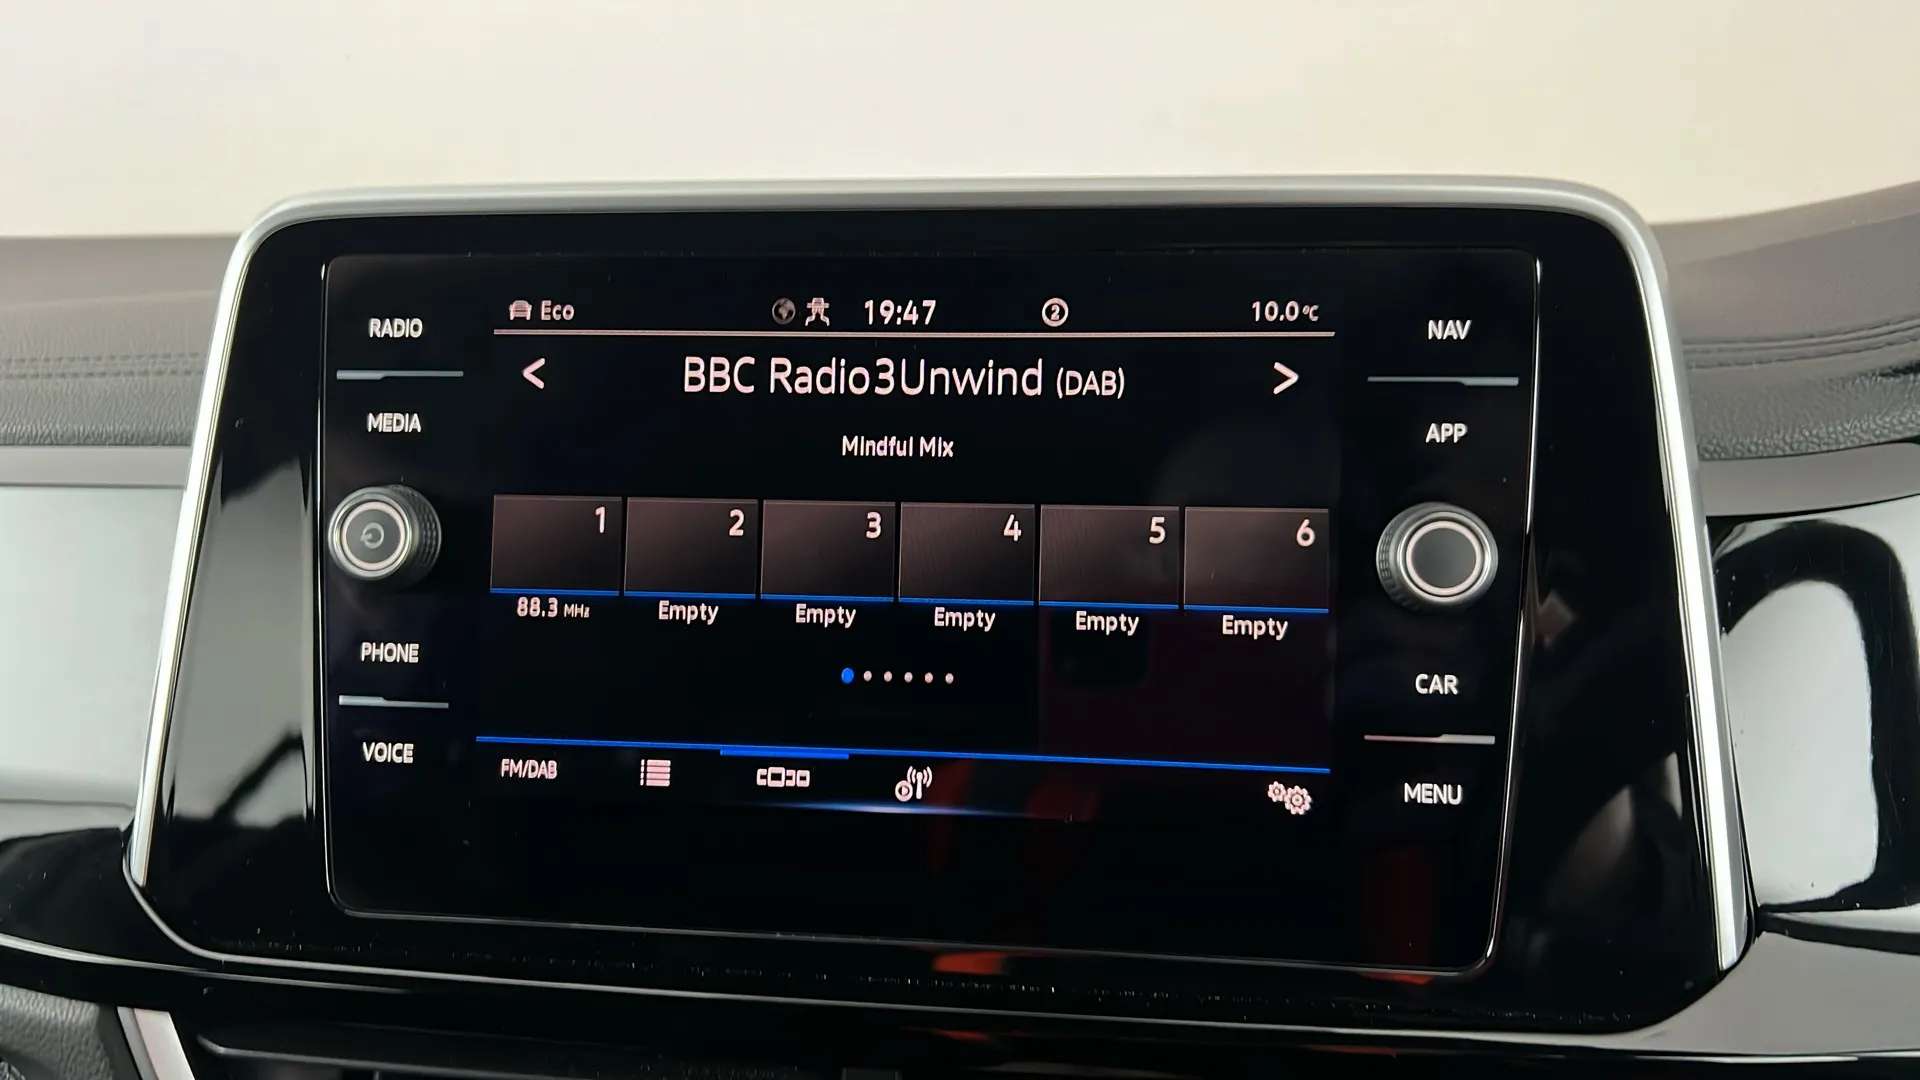 RADIO
MEDIA
PHONE
VOICE
Eco
19:47
2
10.0°C
< BBC Radio3Unwind (DAB) >
Mindful Mix
1 2 3 4 5 6
88.3 MHz Empty Empty Empty Empty Empty
FM/DAB
NAV
APP
CAR
MENU